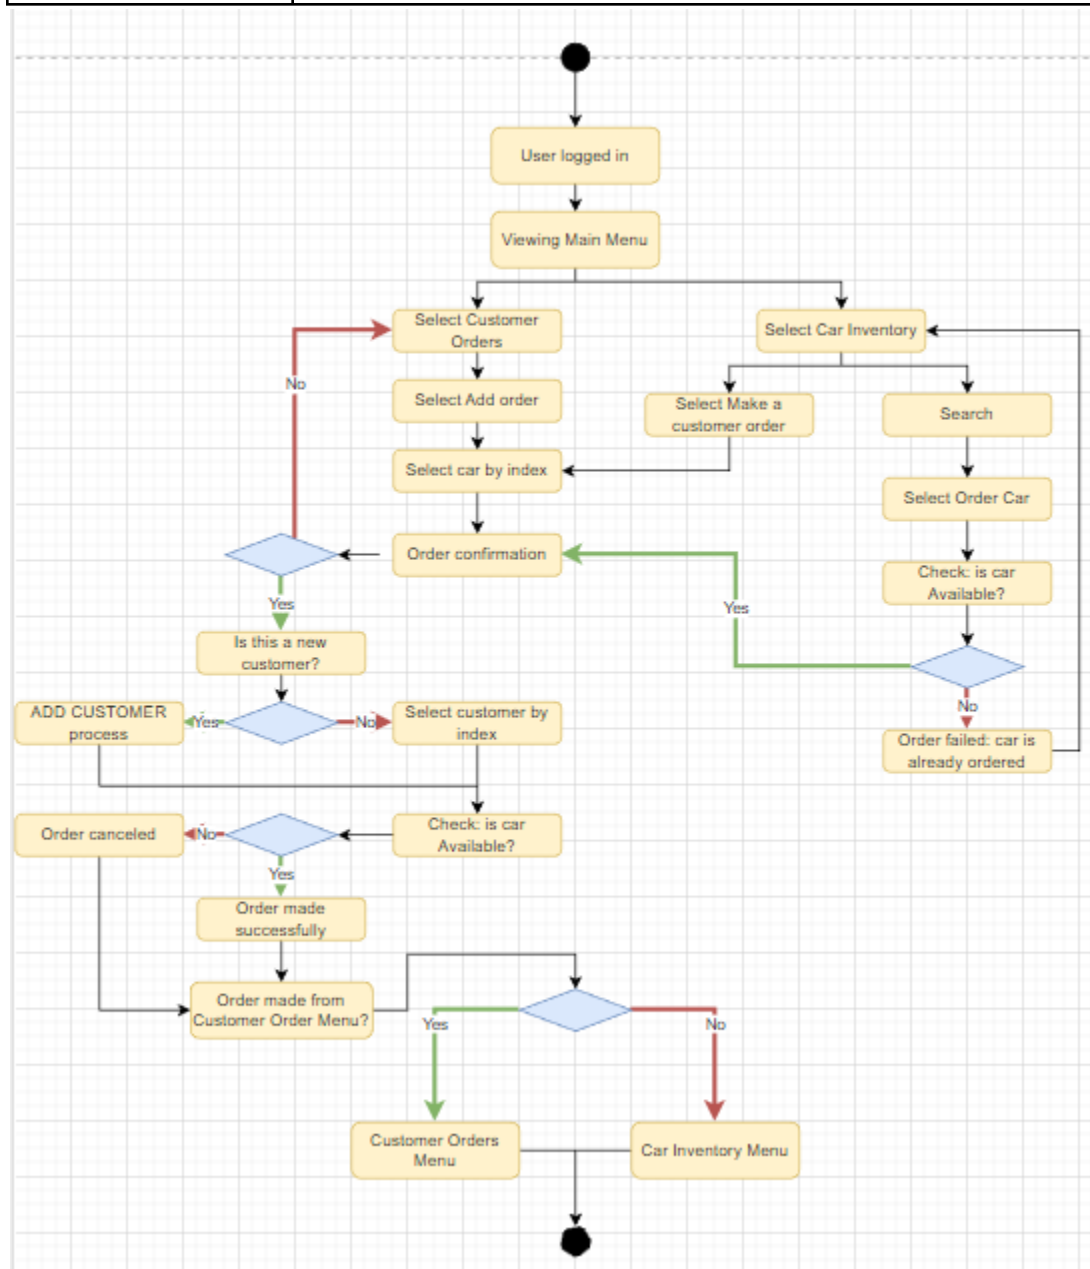 User logged in
Viewing Main Menu
Select Customer
Orders
Select Car Inventory
No
Select Add order
Select Make a
customer order
Search
Select car by index
Select Order Car
Order confirmation
Check: is car
Available?
Yes
Yes
Is this a new
customer?
ADD CUSTOMER
process
Yes
No
Select customer by
index
No
Order failed: car is
already ordered
Order canceled
No
Check: is car
Available?
Yes
Order made
successfully
Order made from
Customer Order Menu?
Yes
No
Customer Orders
Menu
Car Inventory Menu